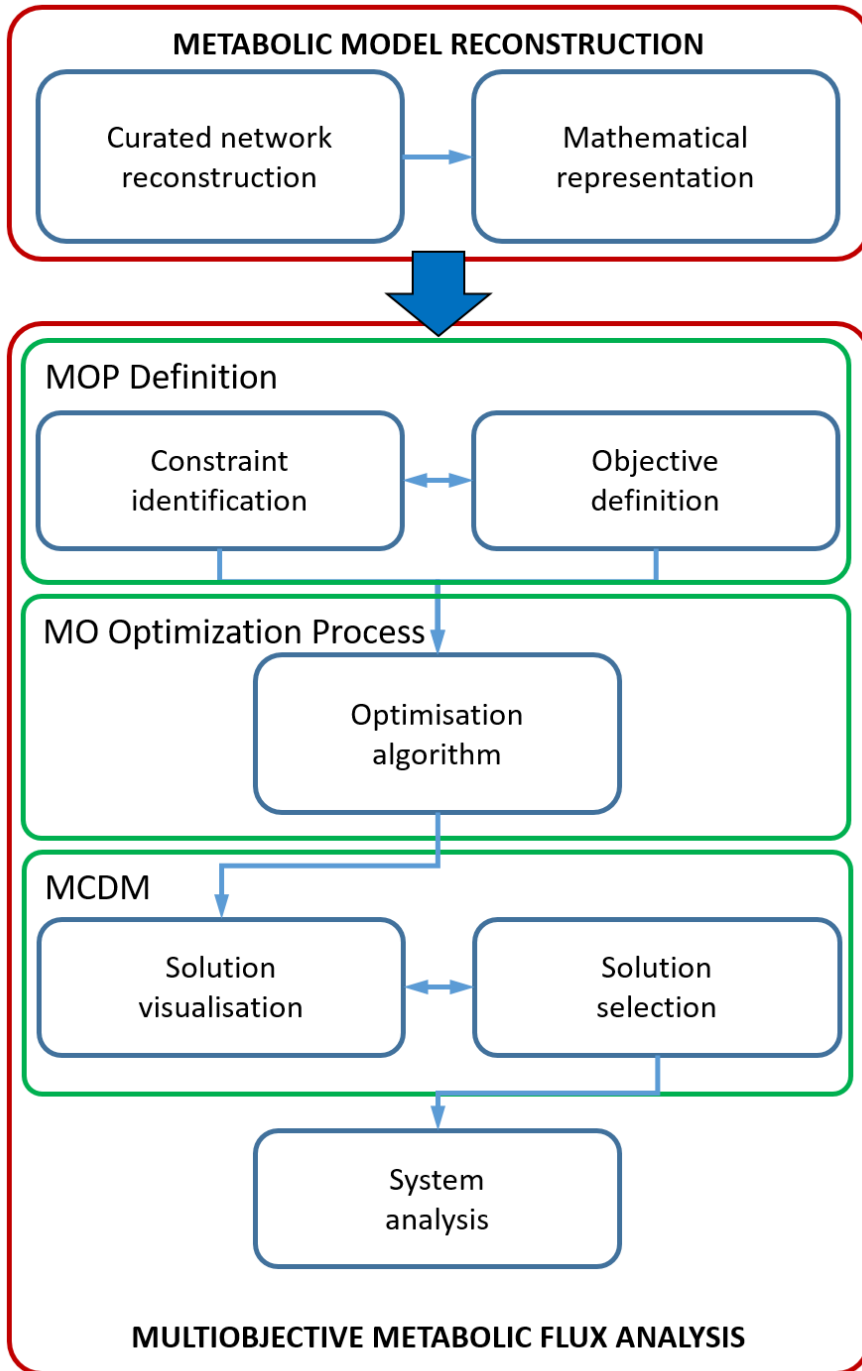 METABOLIC MODEL RECONSTRUCTION
Curated network
reconstruction
Mathematical
representation
MOP Definition
Constraint
identification
Objective
definition
MO Optimization Process
Optimisation
algorithm
MCDM
Solution
visualisation
Solution
selection
System
analysis
MULTIOBJECTIVE METABOLIC FLUX ANALYSIS